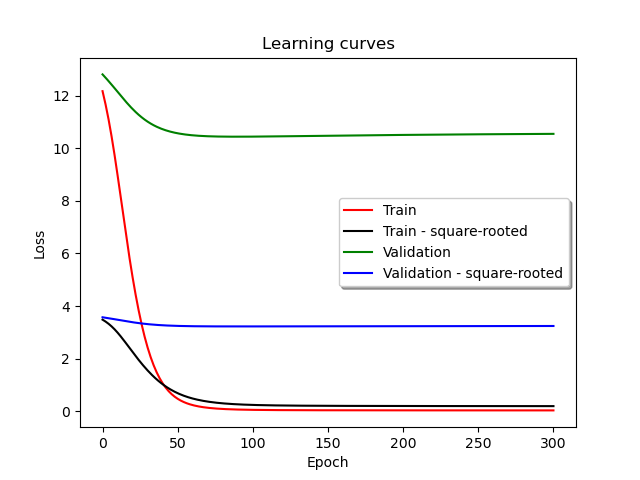 Learning curves
12
10
8
6
4
2
0
Loss
Train
Train - square-rooted
Validation
Validation - square-rooted
0 50 100 150 200 250 300
Epoch